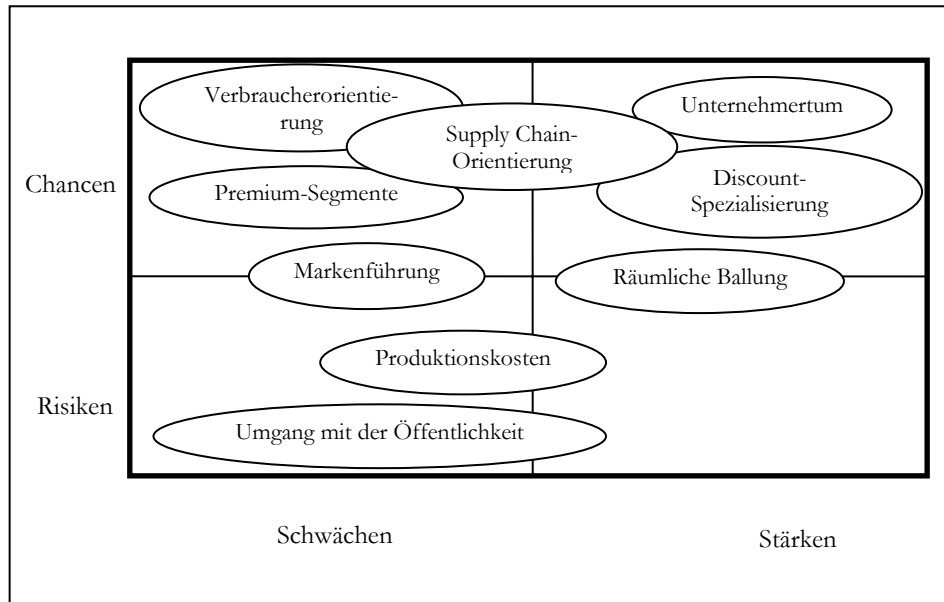 Verbraucherorientie-
rung
Unternehmertum
Supply Chain-
Orientierung
Chancen
Premium-Segmente
Discount-
Spezialisierung
Markenführung
Räumliche Ballung
Produktionskosten
Risiken
Umgang mit der Öffentlichkeit
Schwächen
Stärken